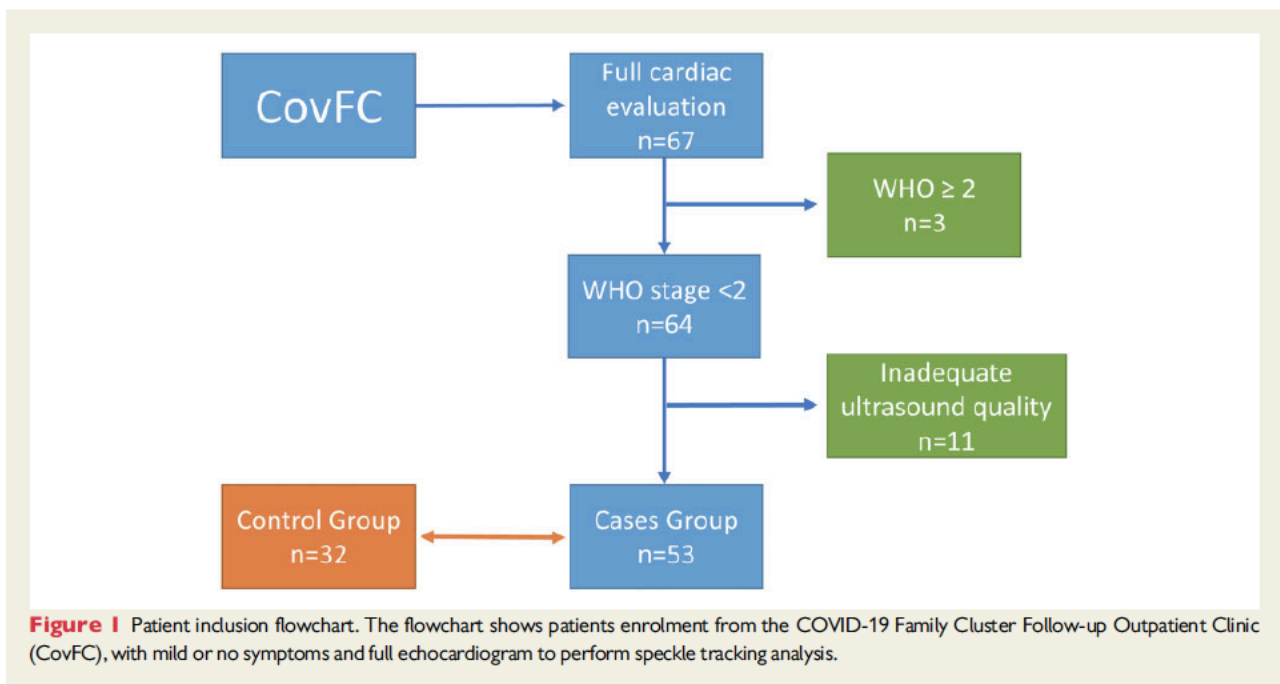 CovFC
Full cardiac
evaluation
n=67
WHO ≥ 2
n=3
WHO stage <2
n=64
Inadequate
ultrasound quality
n=11
Control Group
n=32
Cases Group
n=53
Figure 1 Patient inclusion flowchart. The flowchart shows patients enrolment from the COVID-19 Family Cluster Follow-up Outpatient Clinic
(CovFC), with mild or no symptoms and full echocardiogram to perform speckle tracking analysis.